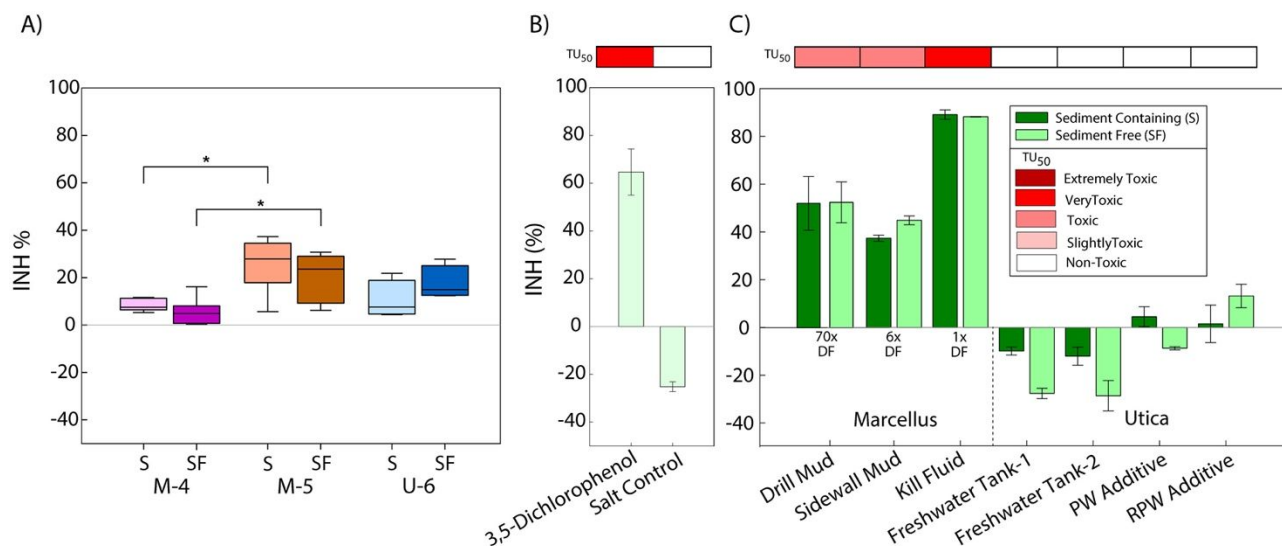 A)
INH %
100
80
60
40
20
0
-20
-40
*
*
S SF S SF S SF
M-4 M-5 U-6
B)
TU50
INH (%)
100
80
60
40
20
0
-20
-40
3,5-Dichlorophenol
Salt Control
C)
TU50
100
80
60
40
20
0
-20
-40
Sediment Containing (S)
Sediment Free (SF)
TU50
Extremely Toxic
VeryToxic
Toxic
SlightlyToxic
Non-Toxic
70x
DF
6x
DF
1x
DF
Marcellus Utica
Drill Mud
Sidewall Mud
Kill Fluid
Freshwater Tank-1
Freshwater Tank-2
PW Additive
RPW Additive